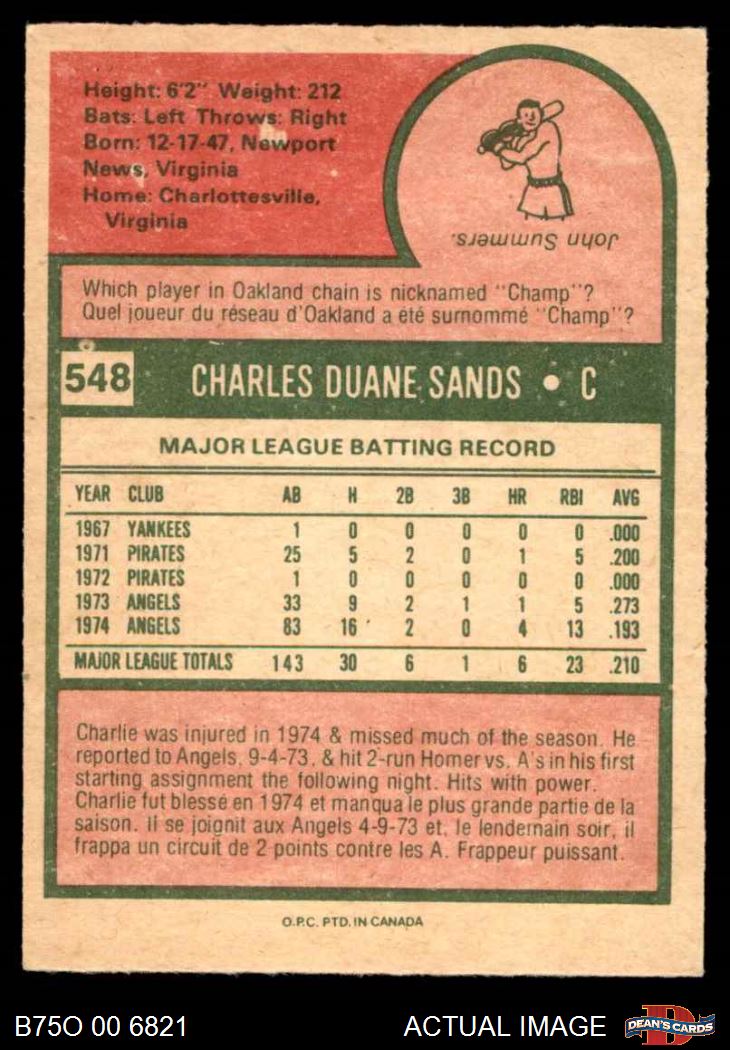 Height: 6'2" Weight: 212
Bats: Left Throws: Right
Born: 12-17-47, Newport
News, Virginia
Home: Charlottesville,
Virginia
John Summers.
Which player in Oakland chain is nicknamed "Champ"?
Quel joueur du réseau d'Oakland a été surnommé "Champ"?
548 CHARLES DUANE SANDS • C
MAJOR LEAGUE BATTING RECORD
YEAR CLUB AB H 2B 3B HR RBI AVG
1967 YANKEES 1 0 0 0 0 0 .000
1971 PIRATES 25 5 2 0 1 5 .200
1972 PIRATES 1 0 0 0 0 0 .000
1973 ANGELS 33 9 2 1 1 5 .273
1974 ANGELS 83 16 2 0 4 13 .193
MAJOR LEAGUE TOTALS 143 30 6 1 6 23 .210
Charlie was injured in 1974 & missed much of the season. He
reported to Angels, 9-4-73, & hit 2-run Homer vs. A's in his first
starting assignment the following night. Hits with power.
Charlie fut blessé en 1974 et manqua le plus grande partie de la
saison. Il se joignit aux Angels 4-9-73 et, le lendemain soir, il
frappa un circuit de 2 points contre les A. Frappeur puissant.
O.P.C. PTD. IN CANADA
B75O 00 6821 ACTUAL IMAGE D DEAN'S CARDS